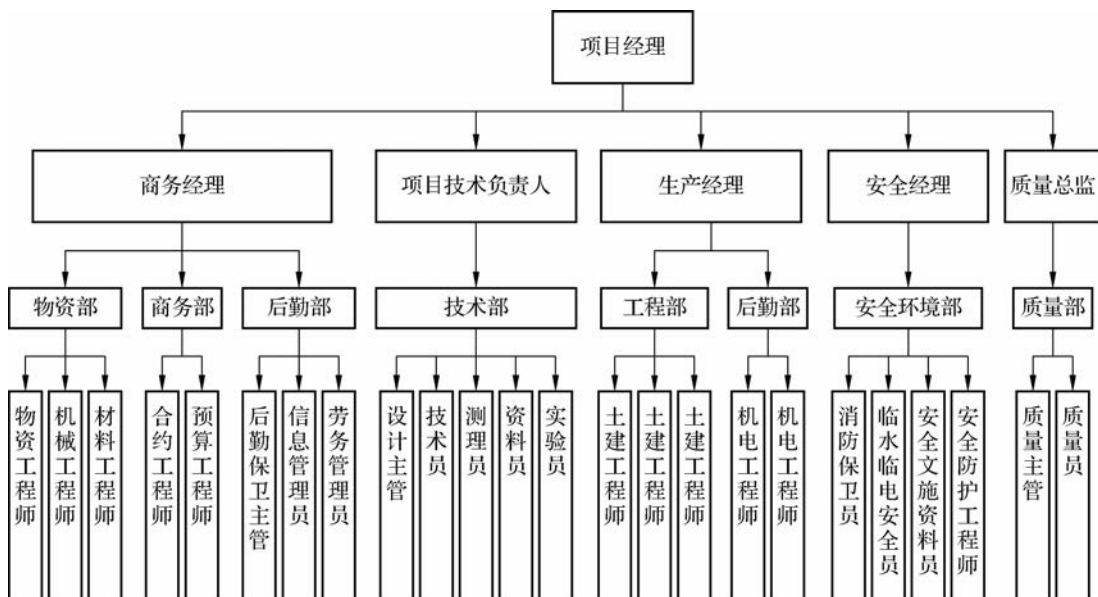 项目经理
商务经理
项目技术负责人
生产经理
安全经理
质量总监
物资部
商务部
后勤部
技术部
工程部
后勤部
安全环境部
质量部
物资工程师
机械工程师
材料工程师
合约工程师
预算工程师
后勤保卫主管
信息管理员
劳务管理员
设计主管
技术员
测理员
资料员
实验员
土建工程师
土建工程师
土建工程师
机电工程师
机电工程师
消防保卫员
临水临电安全员
安全文施资料员
安全防护工程师
质量主管
质量员